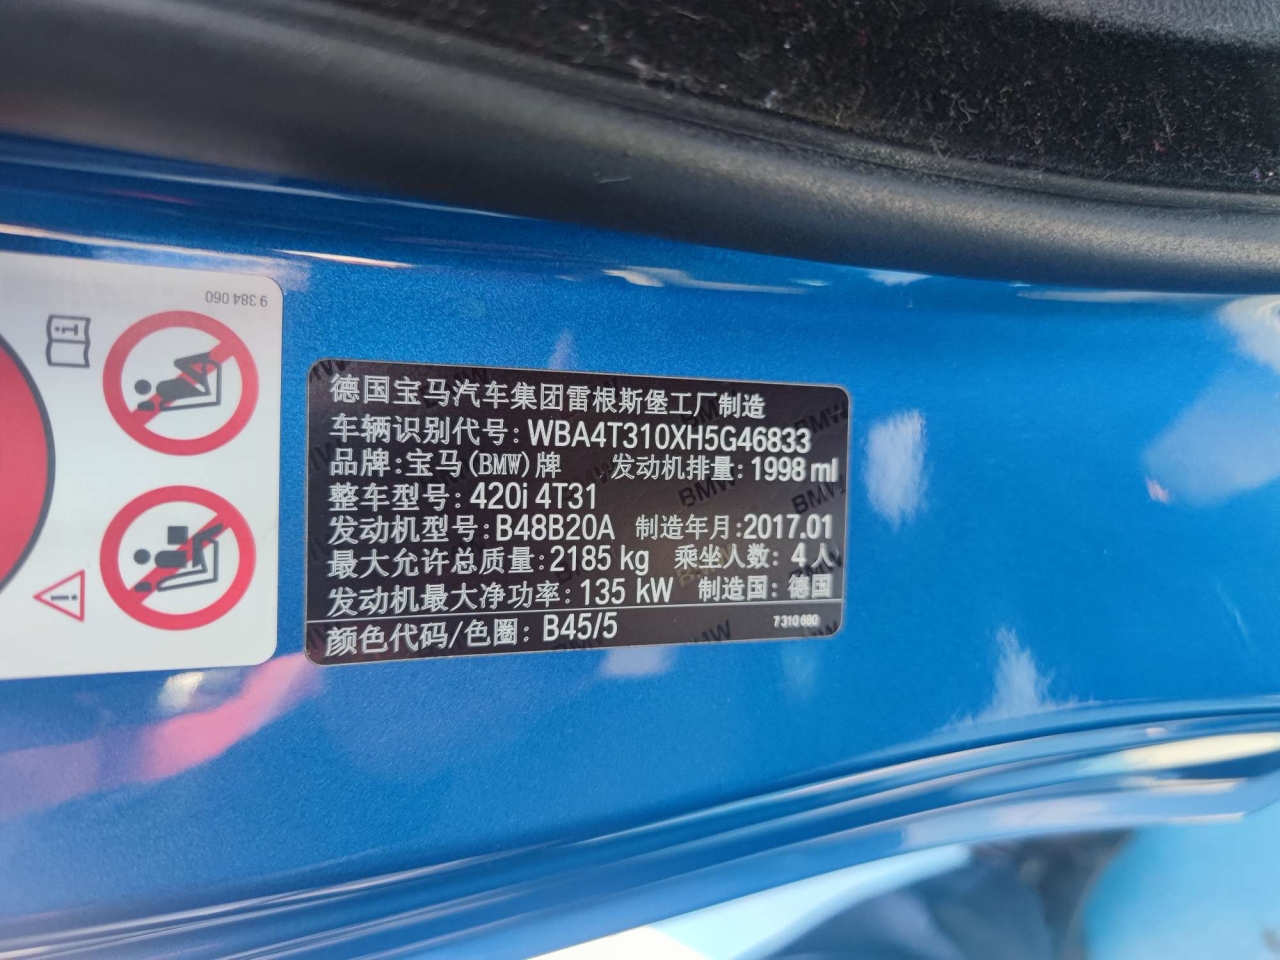 9 384 060
德国宝马汽车集团雷根斯堡工厂制造
车辆识别代号: WBA4T310XH5G46833
品牌:宝马(BMW)牌 发动机排量: 1998 ml
整车型号: 420i 4T31
发动机型号: B48B20A 制造年月:2017.01
最大允许总质量: 2185 kg 乘坐人数: 4 人
发动机最大净功率: 135 kW 制造国: 德国
颜色代码/色圈: B45/5 7 310 680